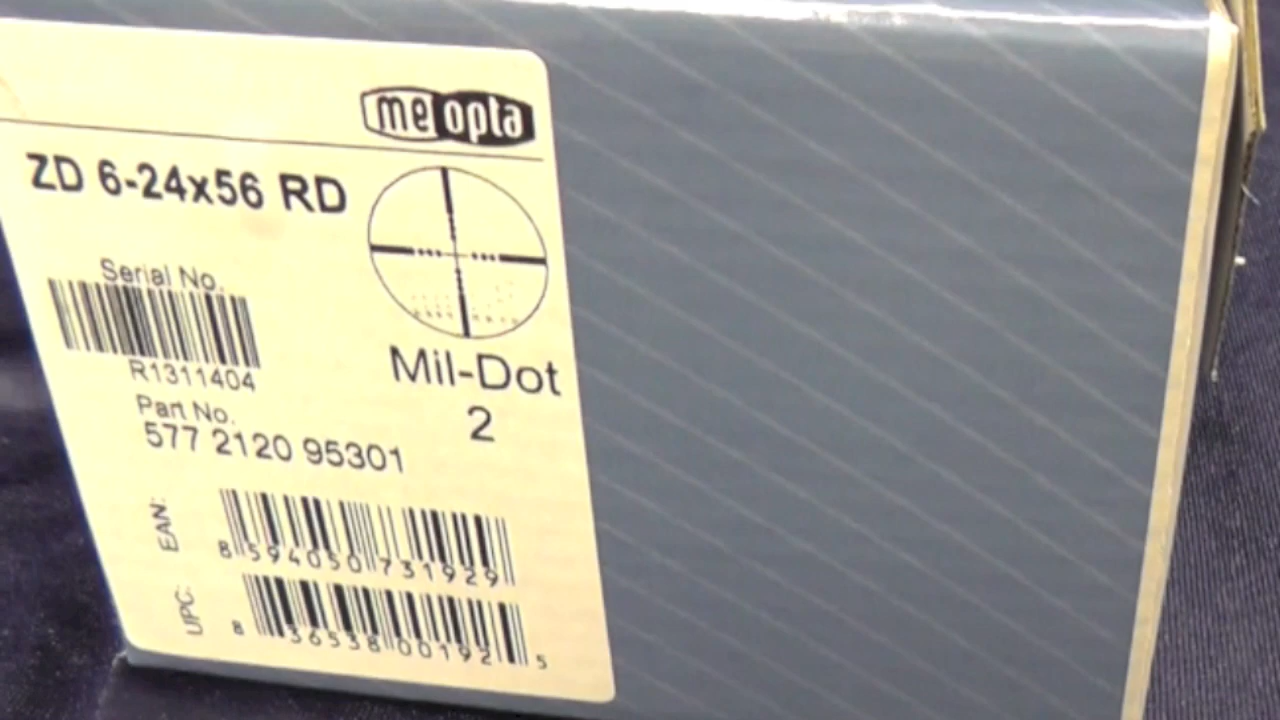 meopta
ZD 6-24x56 RD
Serial No.
R1311404
Mil-Dot
2
Part No.
577 2120 95301
EAN:
8 594050 731929
UPC:
8 36538 00192 5